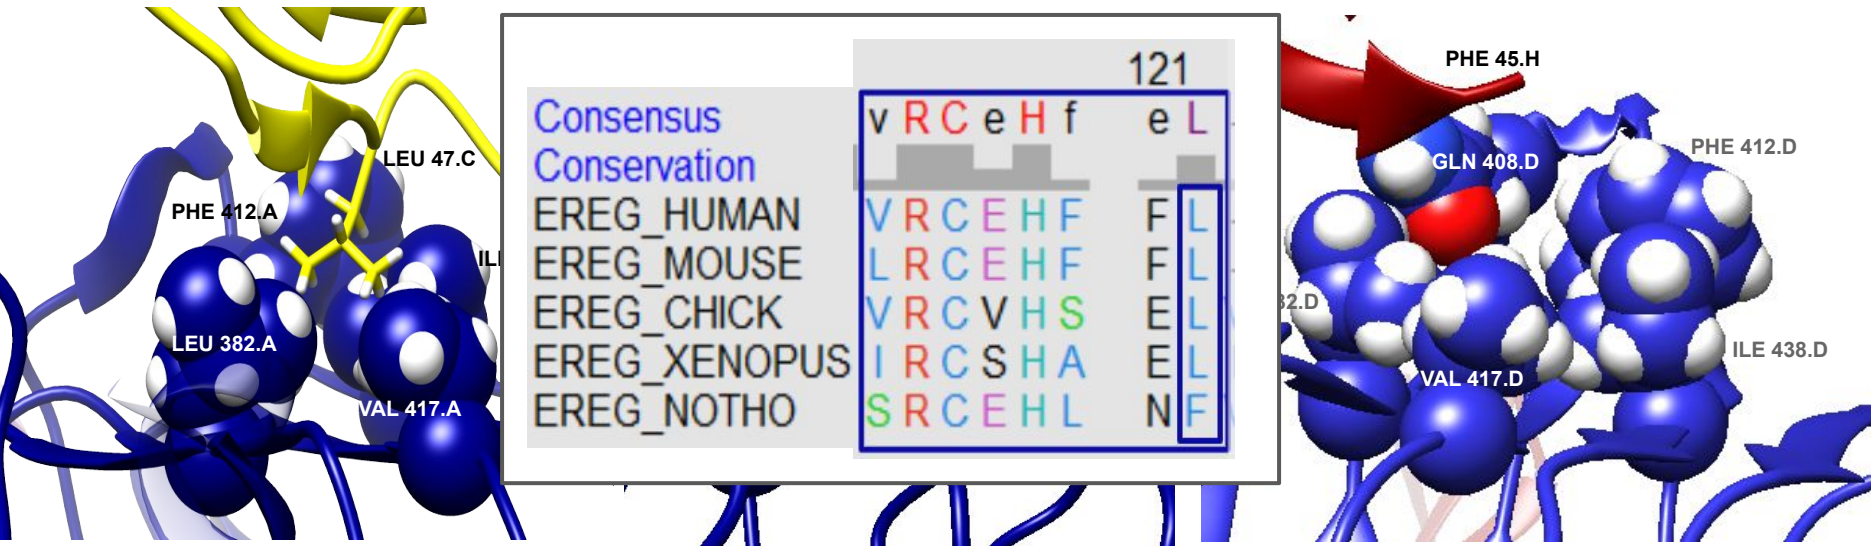 LEU 47.C
PHE 412.A
LEU 382.A
VAL 417.A
121
Consensus v R C e H f e L
Conservation
EREG_HUMAN V R C E H F F L
EREG_MOUSE L R C E H F F L
EREG_CHICK V R C V H S E L
EREG_XENOPUS I R C S H A E L
EREG_NOTHO S R C E H L N F
PHE 45.H
GLN 408.D
PHE 412.D
ILE 438.D
VAL 417.D